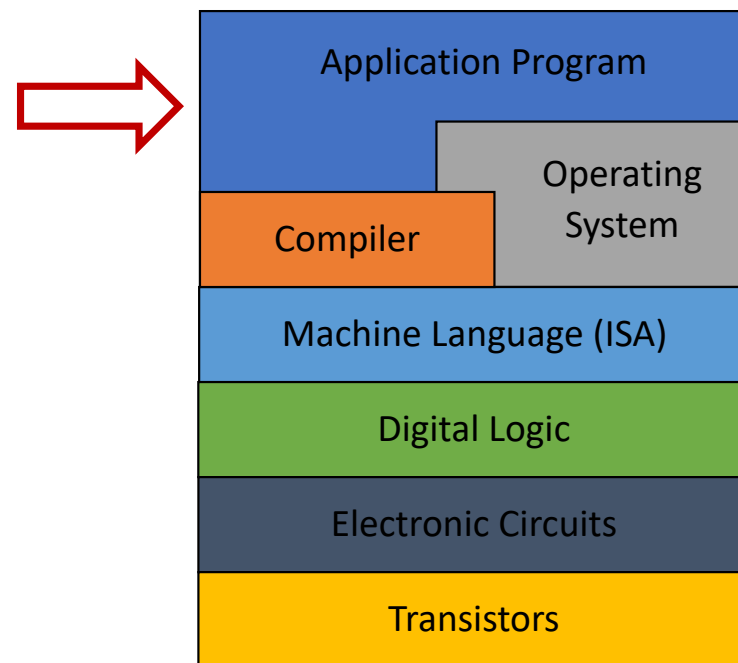 Application Program
Operating
System
Compiler
Machine Language (ISA)
Digital Logic
Electronic Circuits
Transistors